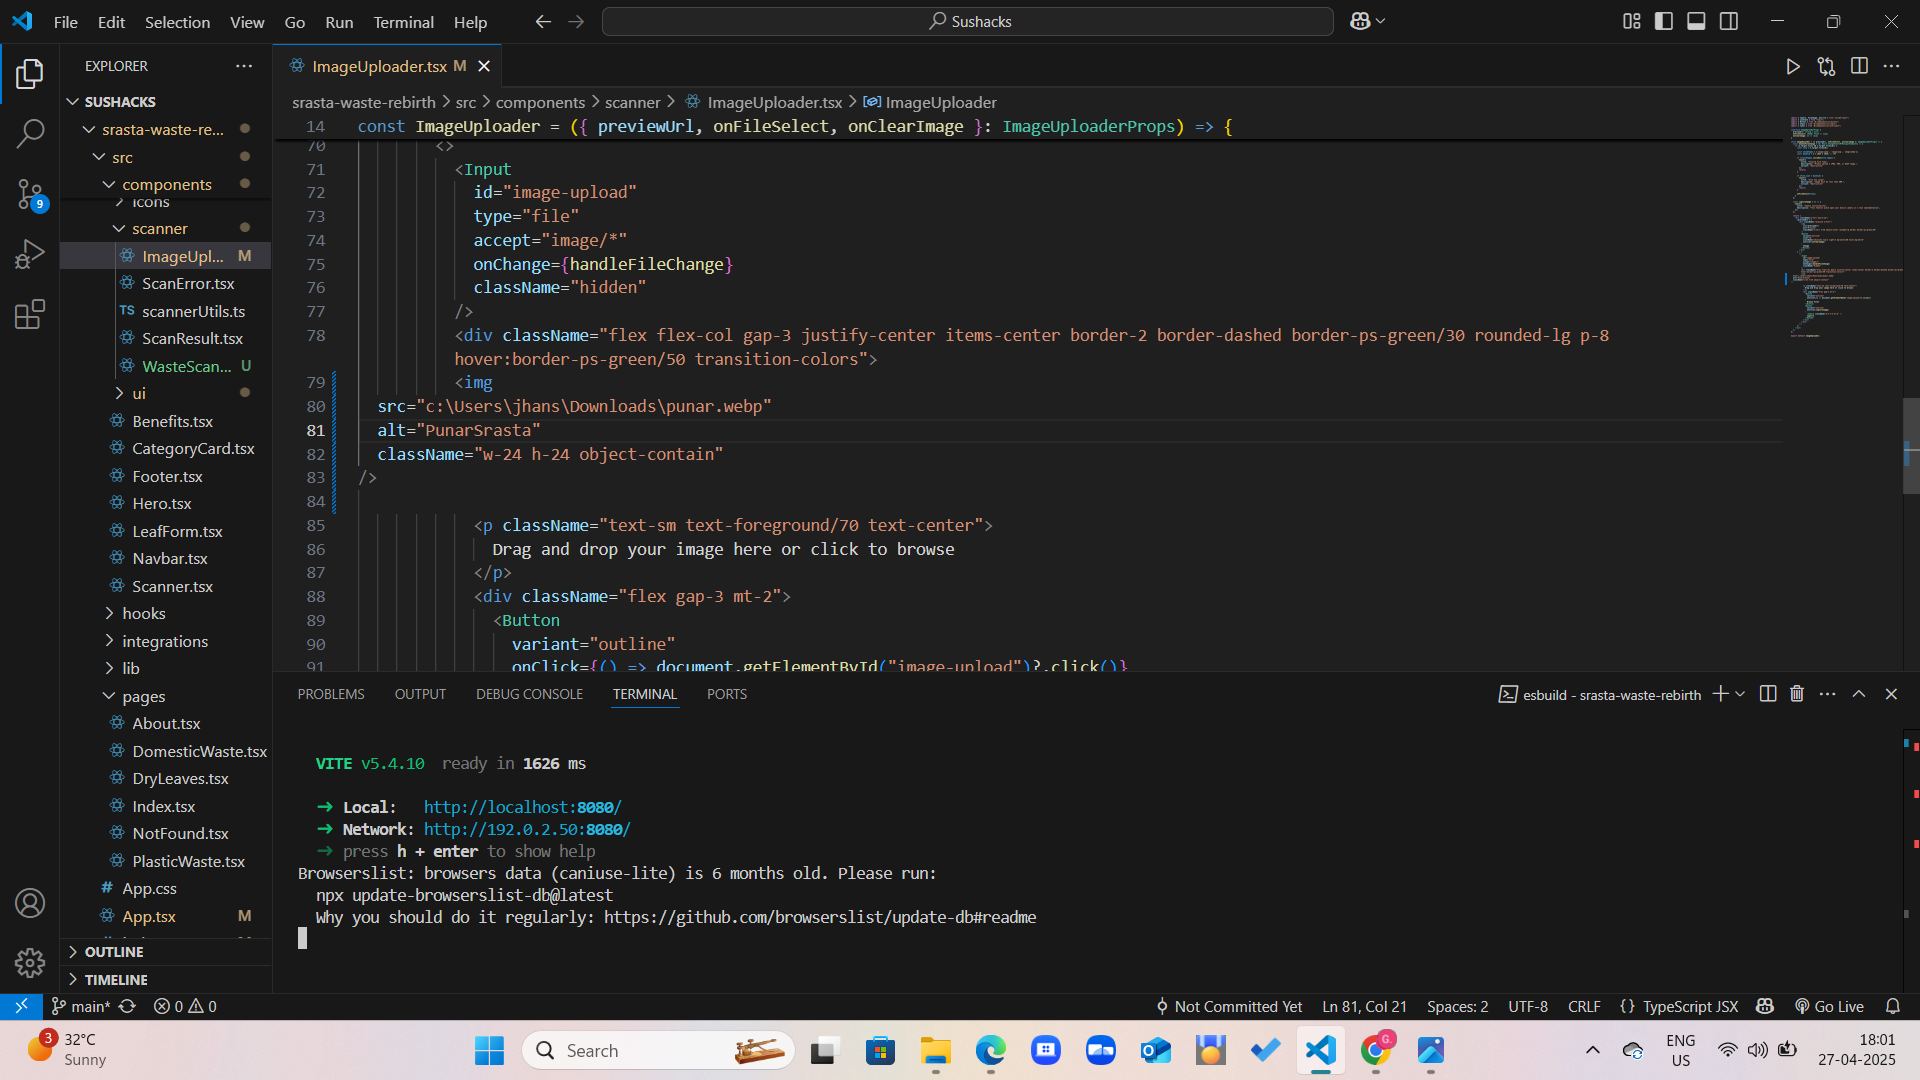 File Edit Selection View Go Run Terminal Help
Sushacks
EXPLORER
SUSHACKS
srasta-waste-re...
src
components
icons
scanner
ImageUpl... M
ScanError.tsx
TS scannerUtils.ts
ScanResult.tsx
WasteScan... U
ui
Benefits.tsx
CategoryCard.tsx
Footer.tsx
Hero.tsx
LeafForm.tsx
Navbar.tsx
Scanner.tsx
hooks
integrations
lib
pages
About.tsx
DomesticWaste.tsx
DryLeaves.tsx
Index.tsx
NotFound.tsx
PlasticWaste.tsx
# App.css
App.tsx M
OUTLINE
TIMELINE
9
ImageUploader.tsx M
srasta-waste-rebirth > src > components > scanner > ImageUploader.tsx > ImageUploader
14 const ImageUploader = ({ previewUrl, onFileSelect, onClearImage }: ImageUploaderProps) => {
70 <>
71 <Input
72 id="image-upload"
73 type="file"
74 accept="image/*"
75 onChange={handleFileChange}
76 className="hidden"
77 />
78 <div className="flex flex-col gap-3 justify-center items-center border-2 border-dashed border-ps-green/30 rounded-lg p-8
hover:border-ps-green/50 transition-colors">
79 <img
80 src="c:\Users\jhans\Downloads\punar.webp"
81 alt="PunarSrasta"
82 className="w-24 h-24 object-contain"
83 />
84
85 <p className="text-sm text-foreground/70 text-center">
86 Drag and drop your image here or click to browse
87 </p>
88 <div className="flex gap-3 mt-2">
89 <Button
90 variant="outline"
91 onClick={() => document.getElementById("image-upload")?.click()}
PROBLEMS OUTPUT DEBUG CONSOLE TERMINAL PORTS
esbuild - srasta-waste-rebirth
VITE v5.4.10 ready in 1626 ms
➜ Local: http://localhost:8080/
➜ Network: http://192.0.2.50:8080/
➜ press h + enter to show help
Browserslist: browsers data (caniuse-lite) is 6 months old. Please run:
npx update-browserslist-db@latest
Why you should do it regularly: https://github.com/browserslist/update-db#readme
main* 0 0
Not Committed Yet Ln 81, Col 21 Spaces: 2 UTF-8 CRLF {} TypeScript JSX Go Live
3
32°C
Sunny
Search
G.
ENG
US
18:01
27-04-2025